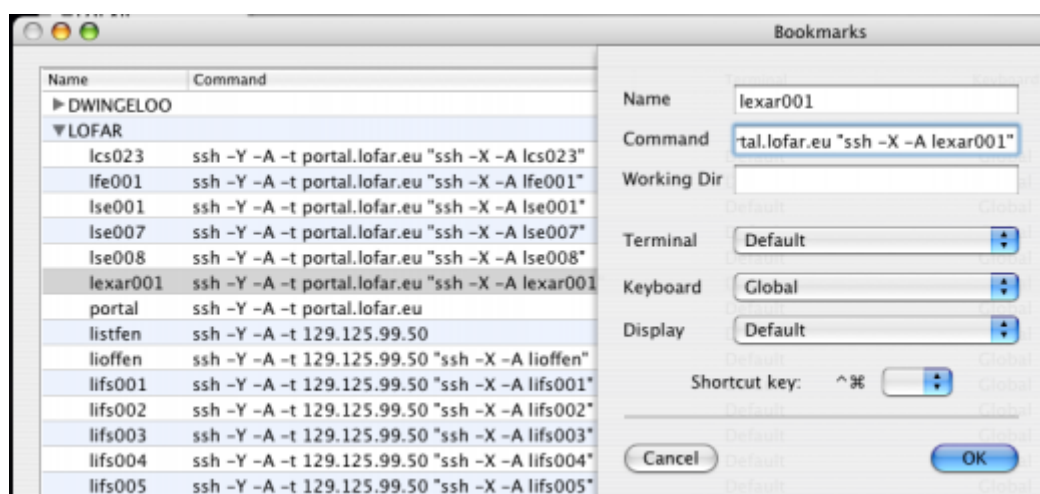 Bookmarks
Name Command
DWINGELOO
LOFAR
lcs023 ssh -Y -A -t portal.lofar.eu "ssh -X -A lcs023"
lfe001 ssh -Y -A -t portal.lofar.eu "ssh -X -A lfe001"
lse001 ssh -Y -A -t portal.lofar.eu "ssh -X -A lse001"
lse007 ssh -Y -A -t portal.lofar.eu "ssh -X -A lse007"
lse008 ssh -Y -A -t portal.lofar.eu "ssh -X -A lse008"
lexar001 ssh -Y -A -t portal.lofar.eu "ssh -X -A lexar001
portal ssh -Y -A -t portal.lofar.eu
listfen ssh -Y -A -t 129.125.99.50
lioffen ssh -Y -A -t 129.125.99.50 "ssh -X -A lioffen"
lifs001 ssh -Y -A -t 129.125.99.50 "ssh -X -A lifs001"
lifs002 ssh -Y -A -t 129.125.99.50 "ssh -X -A lifs002"
lifs003 ssh -Y -A -t 129.125.99.50 "ssh -X -A lifs003"
lifs004 ssh -Y -A -t 129.125.99.50 "ssh -X -A lifs004"
lifs005 ssh -Y -A -t 129.125.99.50 "ssh -X -A lifs005"
Name lexar001
Command tal.lofar.eu "ssh -X -A lexar001"
Working Dir
Terminal Default
Keyboard Global
Display Default
Shortcut key: ^⌘
Cancel OK